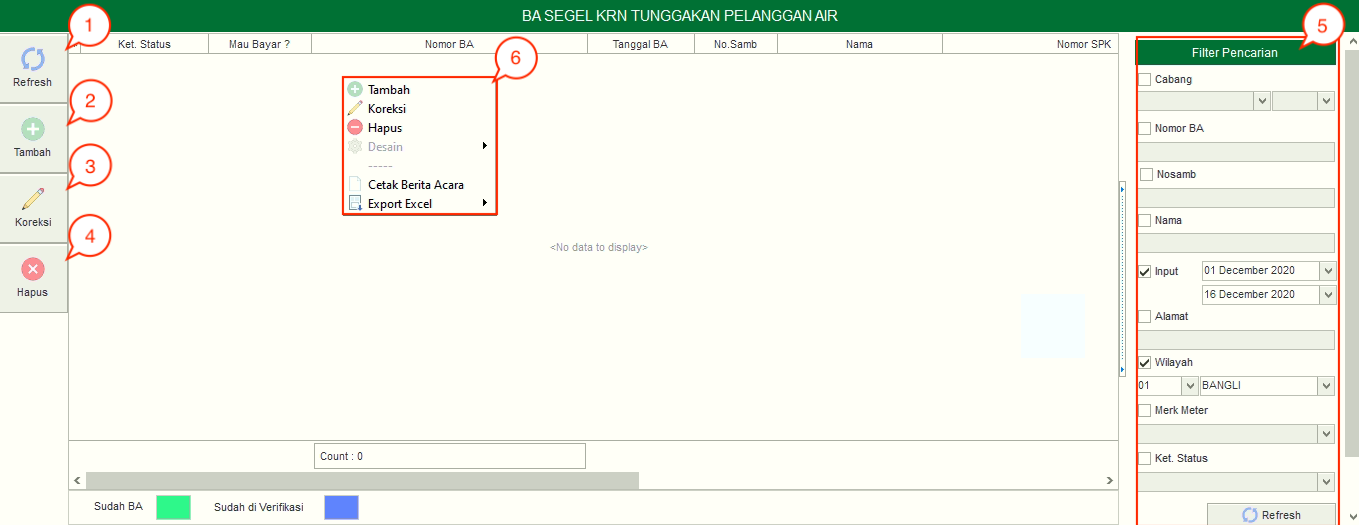 BA SEGEL KRN TUNGGAKAN PELANGGAN AIR
1
Refresh
2
Tambah
3
Koreksi
4
Hapus
Ket. Status Mau Bayar ? Nomor BA Tanggal BA No.Samb Nama Nomor SPK
6
Tambah
Koreksi
Hapus
Desain
-----
Cetak Berita Acara
Export Excel
<No data to display>
Count : 0
Sudah BA Sudah di Verifikasi
5
Filter Pencarian
Cabang
Nomor BA
Nosamb
Nama
Input 01 December 2020
16 December 2020
Alamat
Wilayah
01 BANGLI
Merk Meter
Ket. Status
Refresh